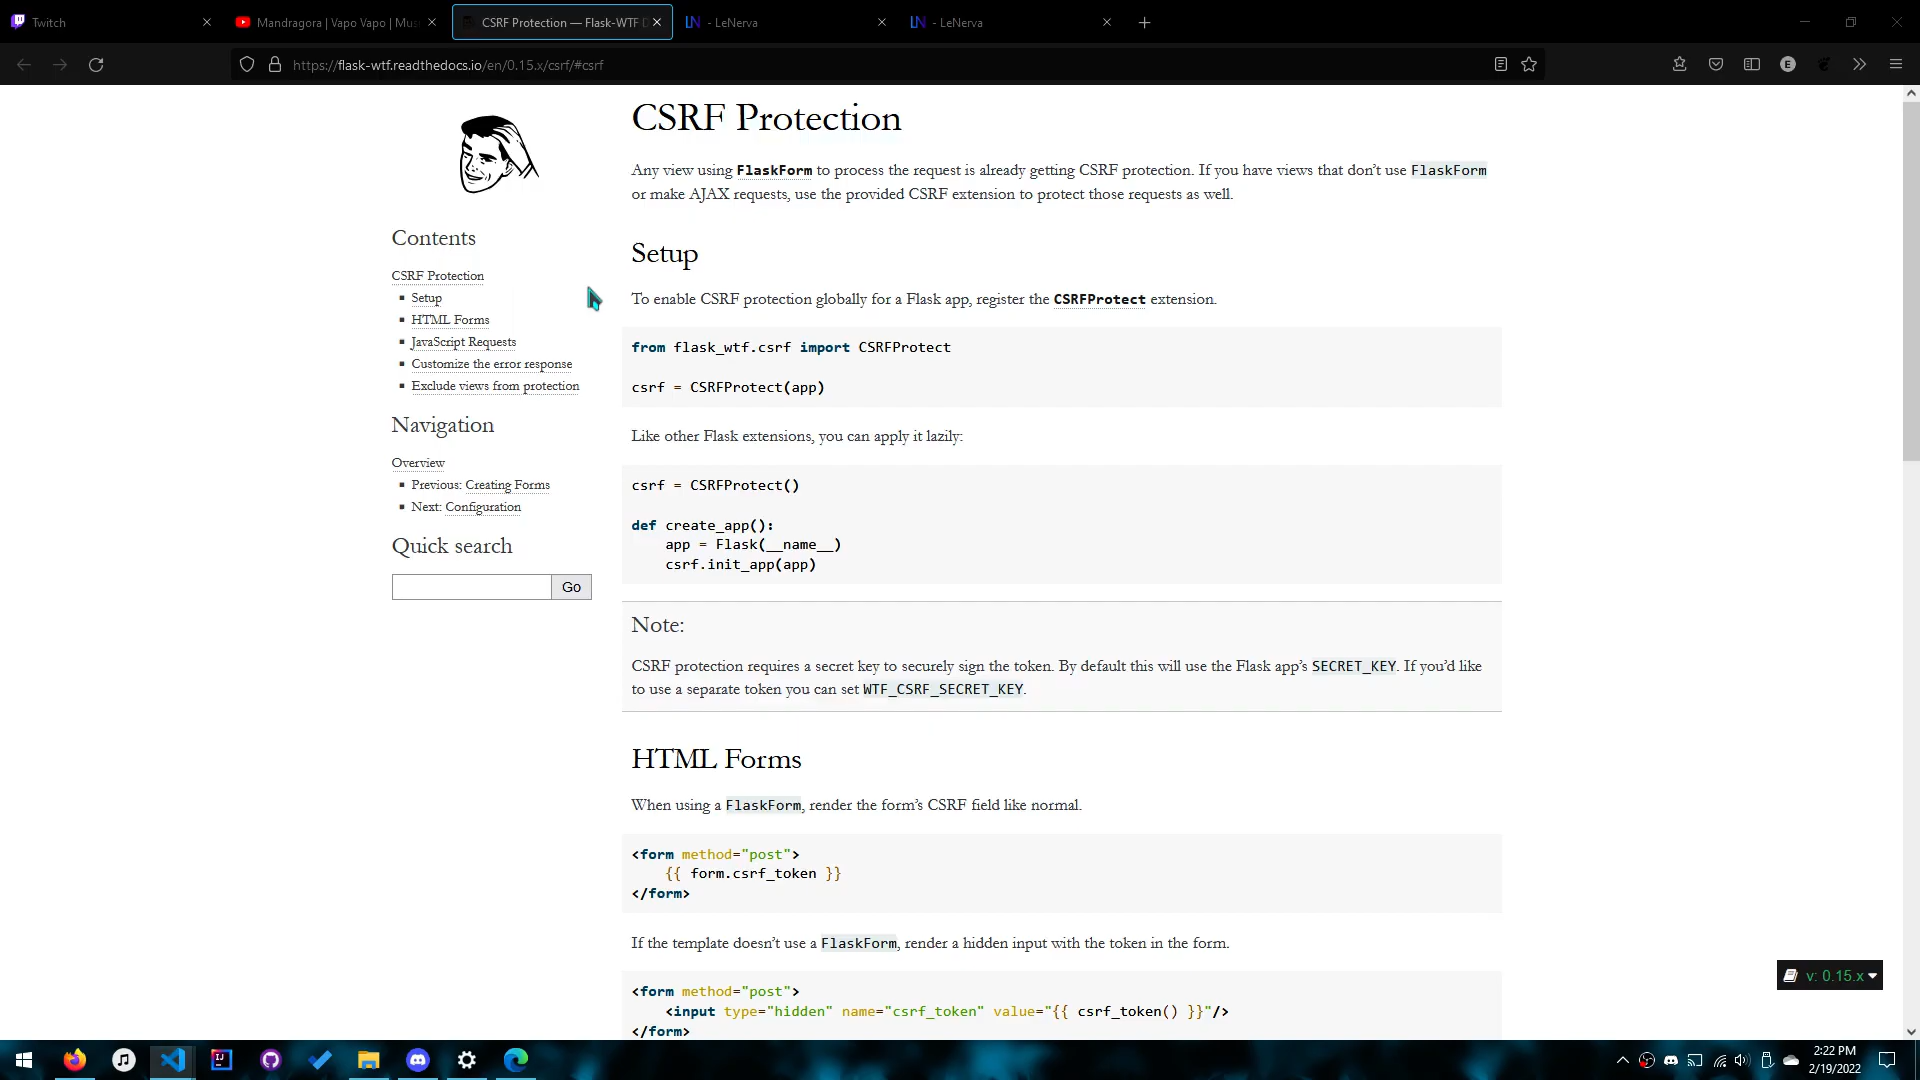 Twitch
Mandragora | Vapo Vapo | Mus
CSRF Protection — Flask-WTF D
LN - LeNerva
LN - LeNerva
https://flask-wtf.readthedocs.io/en/0.15.x/csrf/#csrf
E
CSRF Protection
Any view using FlaskForm to process the request is already getting CSRF protection. If you have views that don’t use FlaskForm
or make AJAX requests, use the provided CSRF extension to protect those requests as well.
Contents
CSRF Protection
Setup
HTML Forms
JavaScript Requests
Customize the error response
Exclude views from protection
Navigation
Overview
Previous: Creating Forms
Next: Configuration
Quick search
Go
Setup
To enable CSRF protection globally for a Flask app, register the CSRFProtect extension.
from flask_wtf.csrf import CSRFProtect
csrf = CSRFProtect(app)
Like other Flask extensions, you can apply it lazily:
csrf = CSRFProtect()
def create_app():
app = Flask(__name__)
csrf.init_app(app)
Note:
CSRF protection requires a secret key to securely sign the token. By default this will use the Flask app’s SECRET_KEY. If you’d like
to use a separate token you can set WTF_CSRF_SECRET_KEY.
HTML Forms
When using a FlaskForm, render the form’s CSRF field like normal.
<form method="post">
{{ form.csrf_token }}
</form>
If the template doesn’t use a FlaskForm, render a hidden input with the token in the form.
<form method="post">
<input type="hidden" name="csrf_token" value="{{ csrf_token() }}"/>
</form>
v: 0.15.x
2:22 PM
2/19/2022